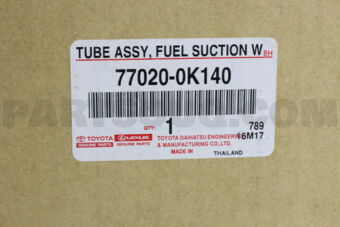 TUBE ASSY, FUEL SUCTION W BH
77020-0K140
QTY: 1 789
TOYOTA LEXUS TOYOTA DAIHATSU ENGINEERING 16M17
GENUINE PARTS GENUINE PARTS & MANUFACTURING CO., LTD.
MADE IN THAILAND